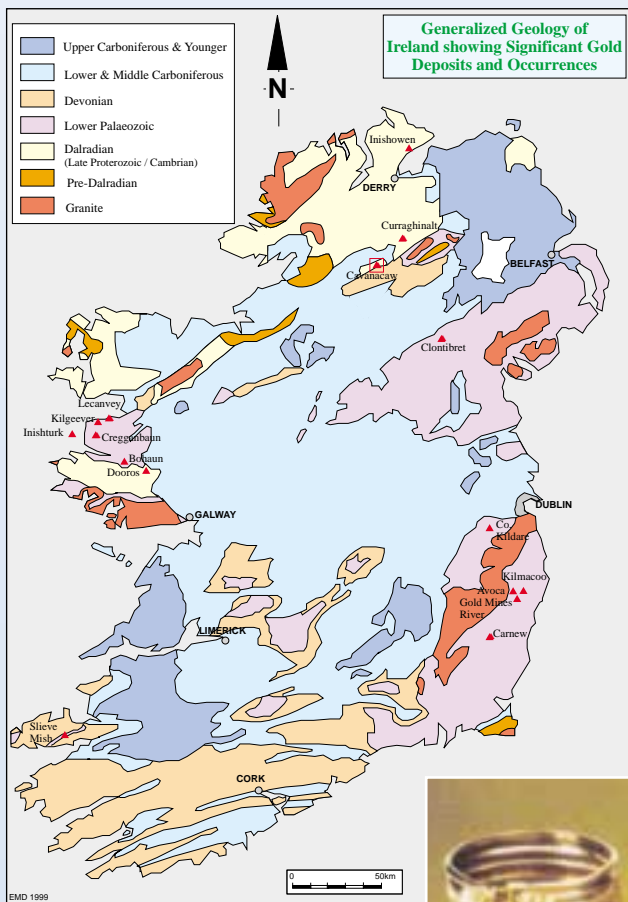 Generalized Geology of
Ireland showing Significant Gold
Deposits and Occurrences
Upper Carboniferous & Younger
Lower & Middle Carboniferous
Devonian
Lower Palaeozoic
Dalradian
(Late Proterozoic / Cambrian)
Pre-Dalradian
Granite
N
Inishowen
DERRY
Curraghinalt
BELFAST
Cavanacaw
Clontibret
Lecanvey
Kilgeever
Inishturk
Cregganbaun
Bohaun
Dooros
GALWAY
DUBLIN
Co.
Kildare
Kilmacoo
Avoca
Gold Mines
River
LIMERICK
Carnew
Slieve
Mish
CORK
0
50km
EMD 1999